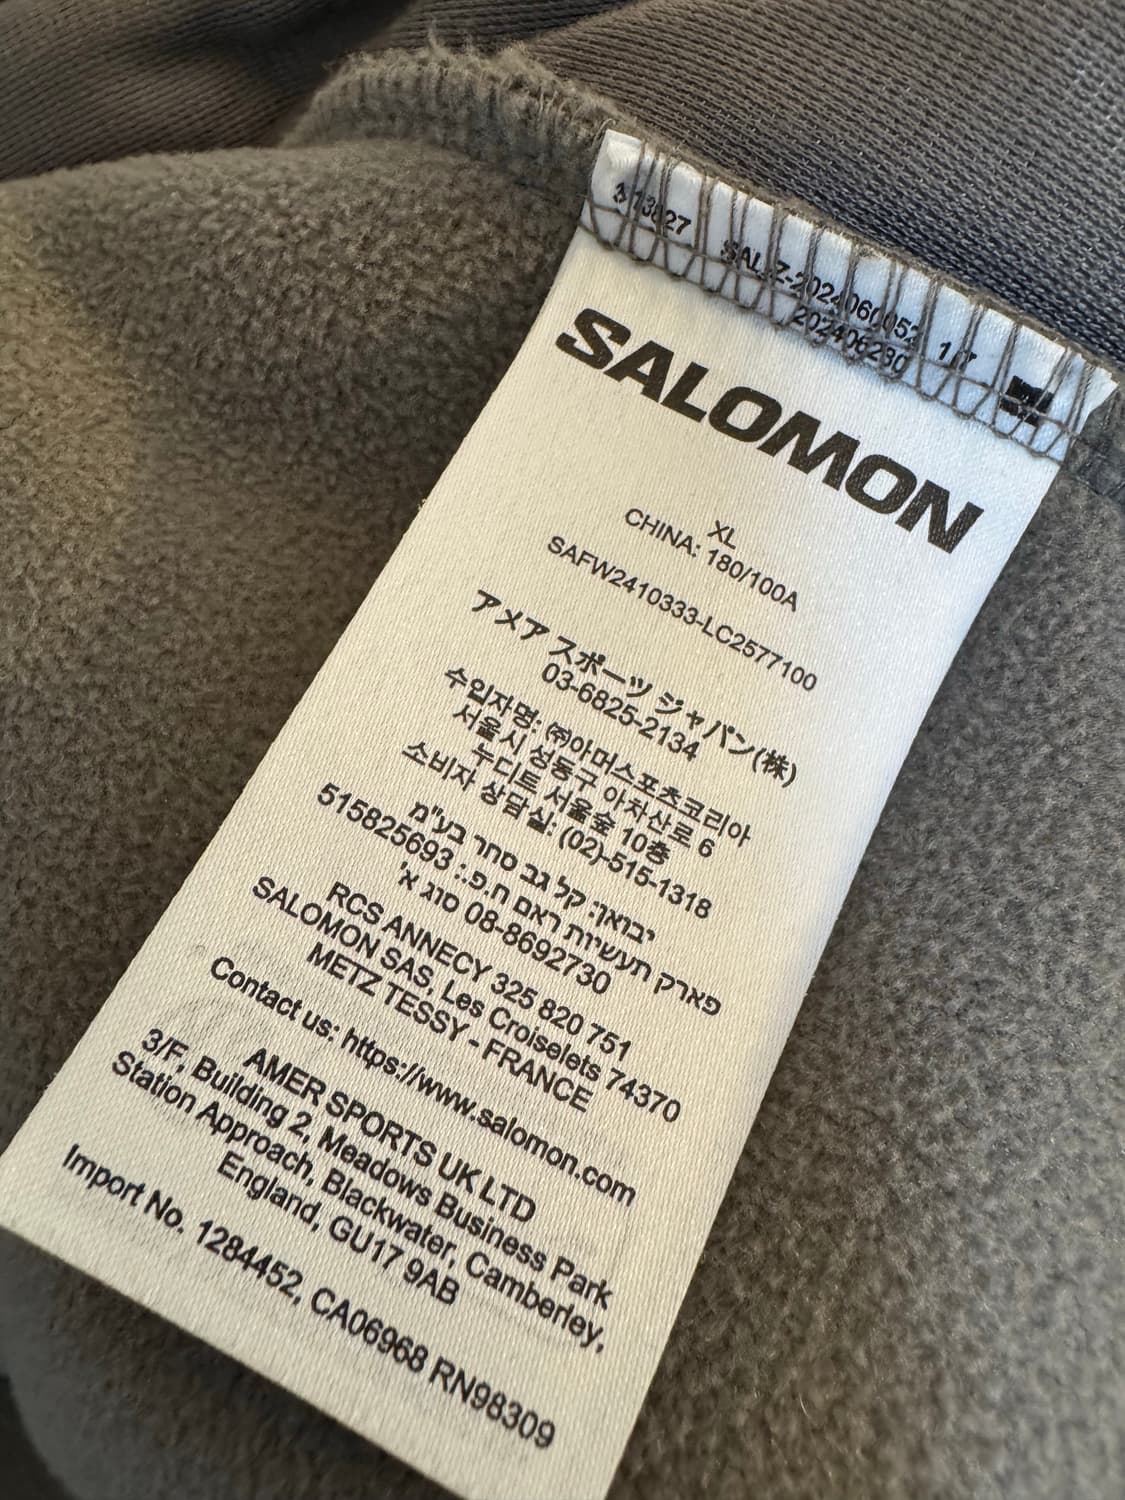 SALOMON
XL
CHINA: 180/100A
SAFW2410333-LC2577100
アメア スポーツ ジャパン(株)
03-6825-2134
수입자명: ㈜아머스포츠코리아
서울시 성동구 아차산로 6
누디트 서울숲 10층
소비자 상담실: (02)-515-1318
יבואן: קל גב סחר בע"מ
פארק תעשיות ראם ח.פ.: 515825693
08-8692730 סוג א'
RCS ANNECY 325 820 751
SALOMON SAS, Les Croiselets 74370
METZ TESSY - FRANCE
Contact us: https://www.salomon.com
AMER SPORTS UK LTD
3/F, Building 2, Meadows Business Park
Station Approach, Blackwater, Camberley,
England, GU17 9AB
Import No. 1284452, CA06968 RN98309